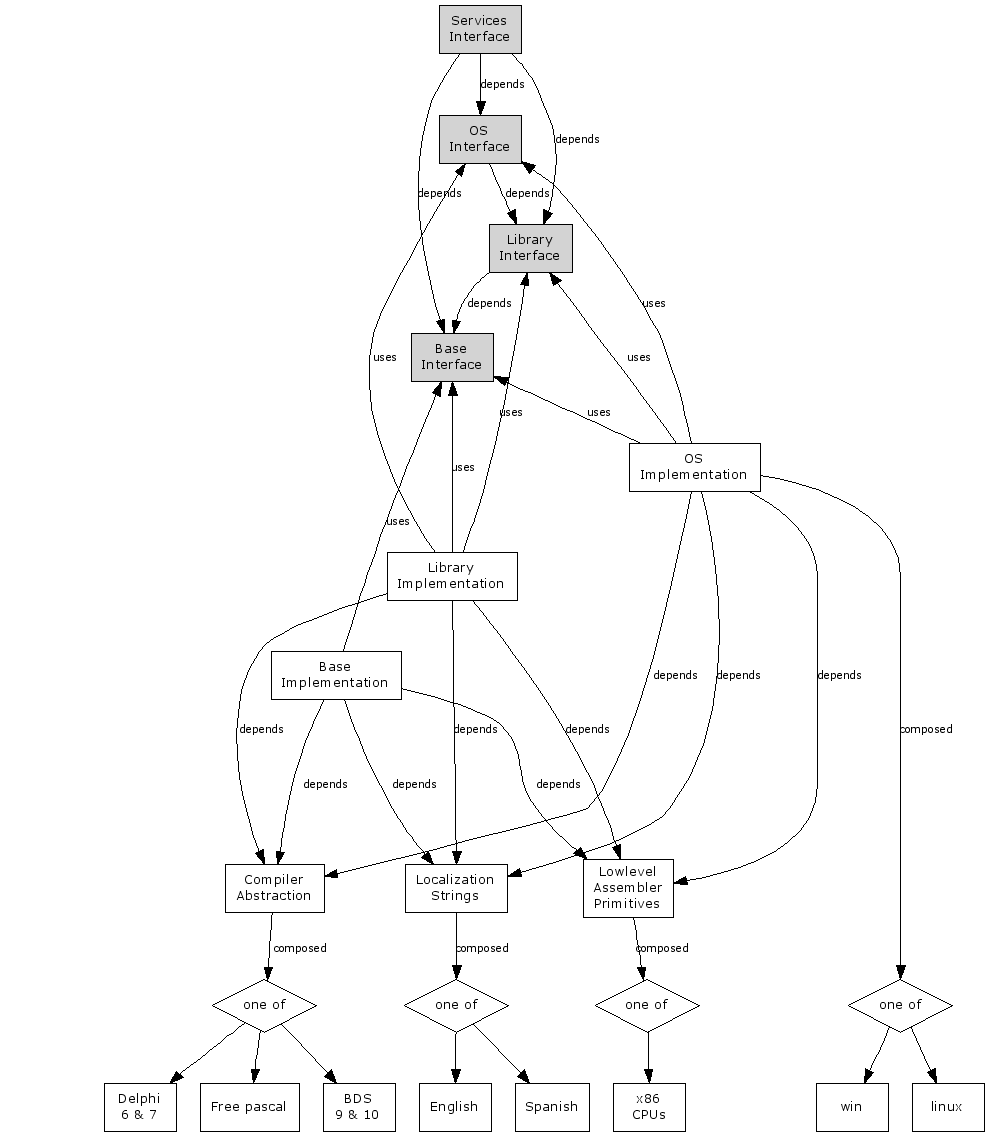 Services
Interface
depends
OS
Interface
depends
depends
depends
Library
Interface
depends
uses
Base
Interface
uses
uses
uses
uses
OS
Implementation
uses
uses
Library
Implementation
Base
Implementation
depends
depends
depends
depends
depends
depends
composed
depends
depends
depends
Compiler
Abstraction
Localization
Strings
Lowlevel
Assembler
Primitives
composed
composed
composed
one of
one of
one of
one of
Delphi
6 & 7
Free pascal
BDS
9 & 10
English
Spanish
x86
CPUs
win
linux